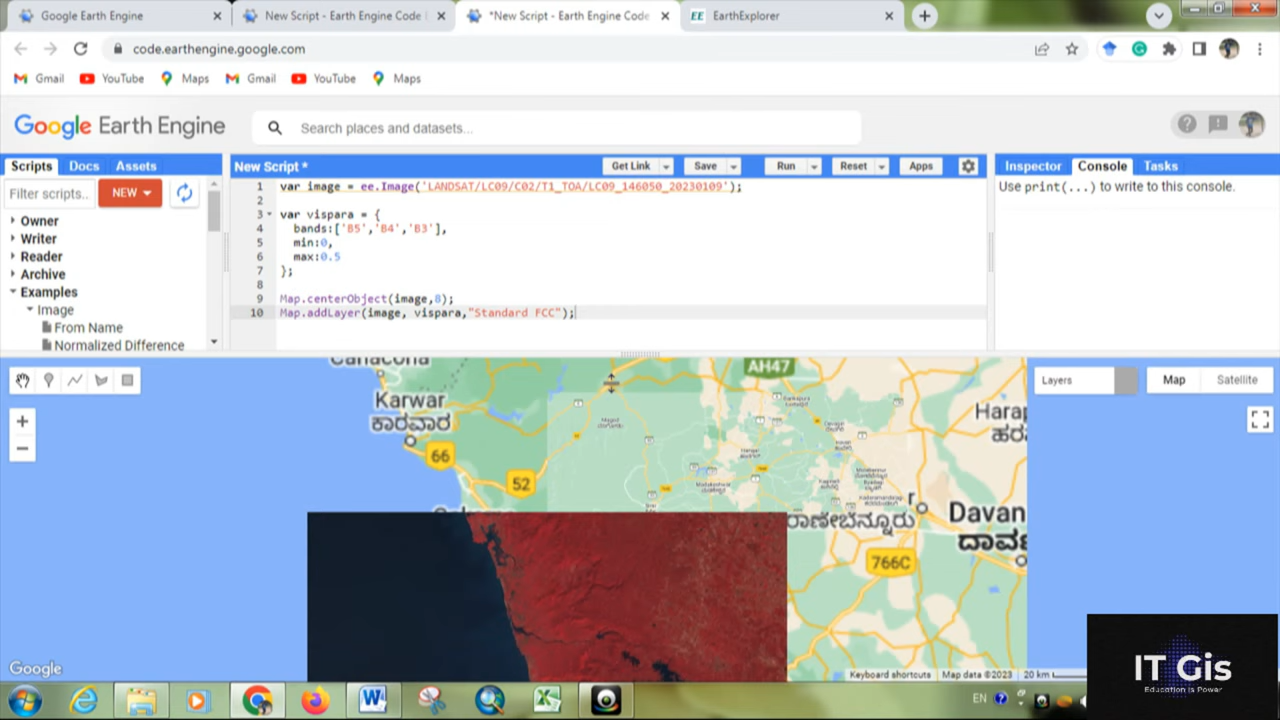 Google Earth Engine
New Script - Earth Engine Code
*New Script - Earth Engine Code
EE EarthExplorer
code.earthengine.google.com
Gmail YouTube Maps Gmail YouTube Maps
Google Earth Engine
Search places and datasets...
Scripts Docs Assets
New Script *
Get Link Save Run Reset Apps
Inspector Console Tasks
Filter scripts..
NEW
Owner
Writer
Reader
Archive
Examples
Image
From Name
Normalized Difference
1 var image = ee.Image('LANDSAT/LC09/C02/T1_TOA/LC09_146050_20230109');
2
3 var vispara = {
4 bands:['B5','B4','B3'],
5 min:0,
6 max:0.5
7 };
8
9 Map.centerObject(image,8);
10 Map.addLayer(image, vispara,"Standard FCC");
Use print(...) to write to this console.
Canacona
AH47
Karwar
ಕಾರವಾರ
66
52
Layers
Map Satellite
Harap
ಹರ
ರಾಣೇಬೆನ್ನೂರು
Davan
ದಾವಣ
766C
Google
Keyboard shortcuts Map data ©2023 20 km
IT Gis
Education is Power
EN